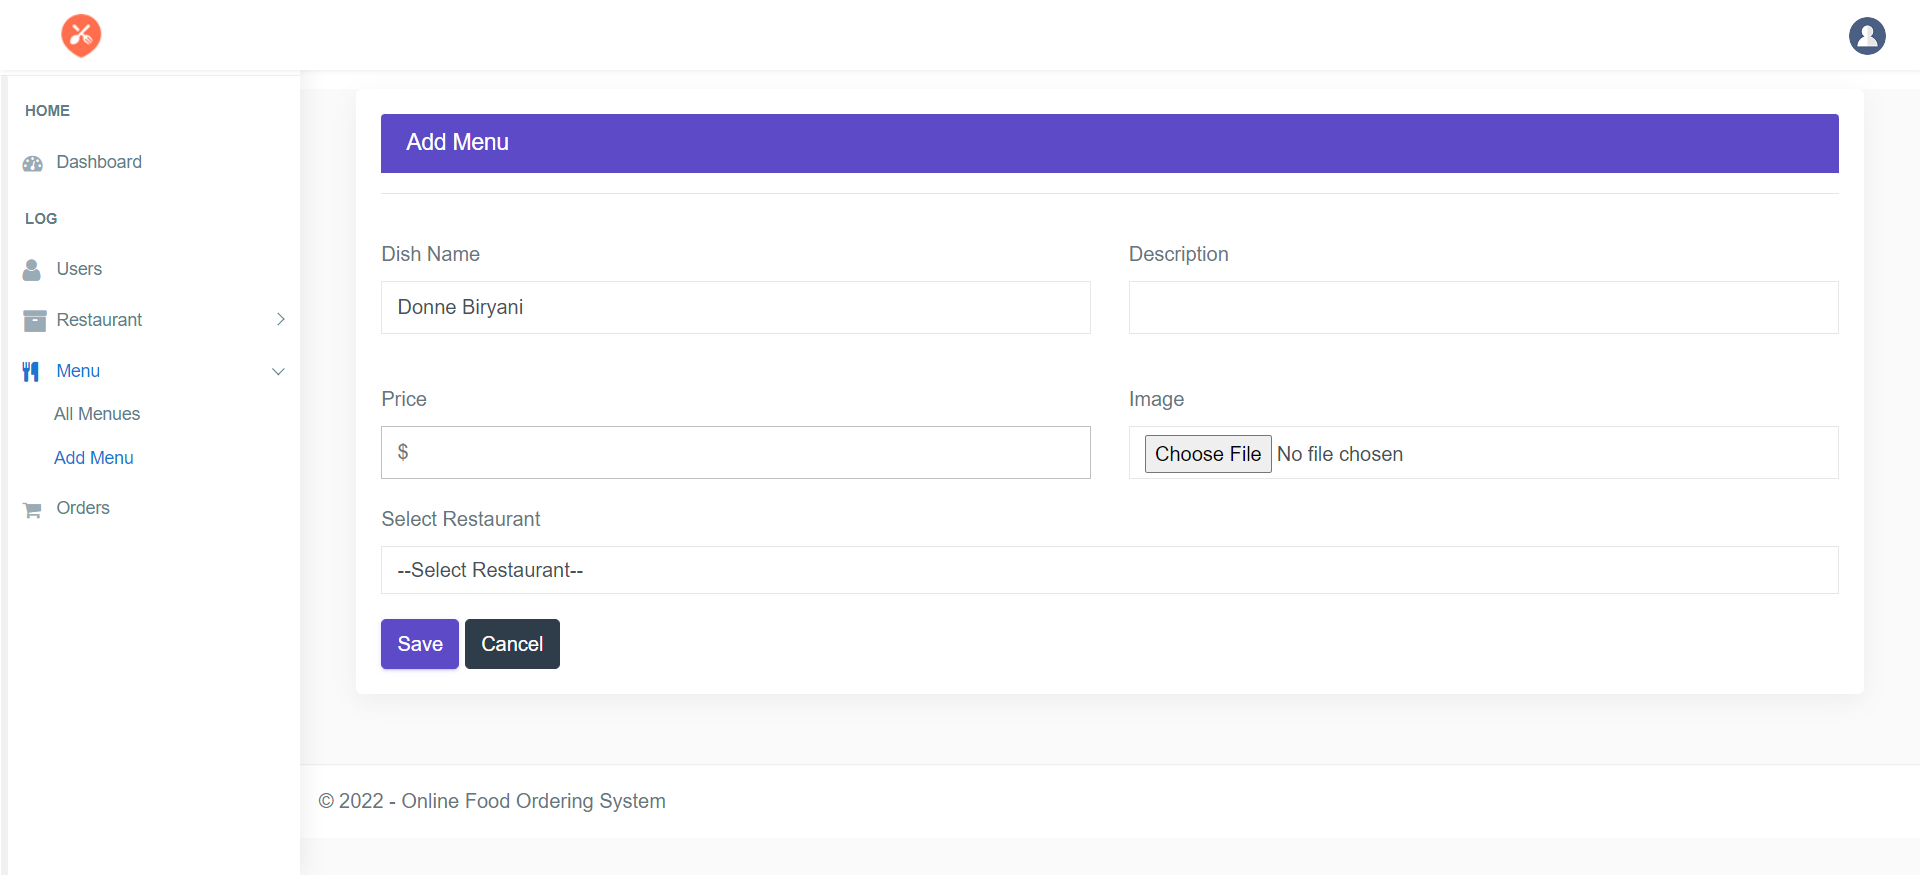 HOME
Dashboard
LOG
Users
Restaurant
Menu
All Menues
Add Menu
Orders
Add Menu
Dish Name
Description
Donne Biryani
Price
Image
$
Choose File No file chosen
Select Restaurant
--Select Restaurant--
Save Cancel
© 2022 - Online Food Ordering System